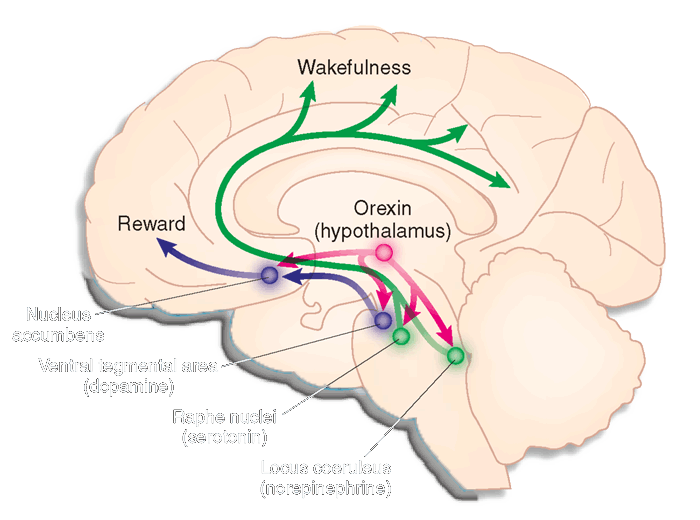 Wakefulness
Orexin
(hypothalamus)
Reward
Nucleus
accumbens
Ventral tegmental area
(dopamine)
Raphe nuclei
(serotonin)
Locus coeruleus
(norepinephrine)